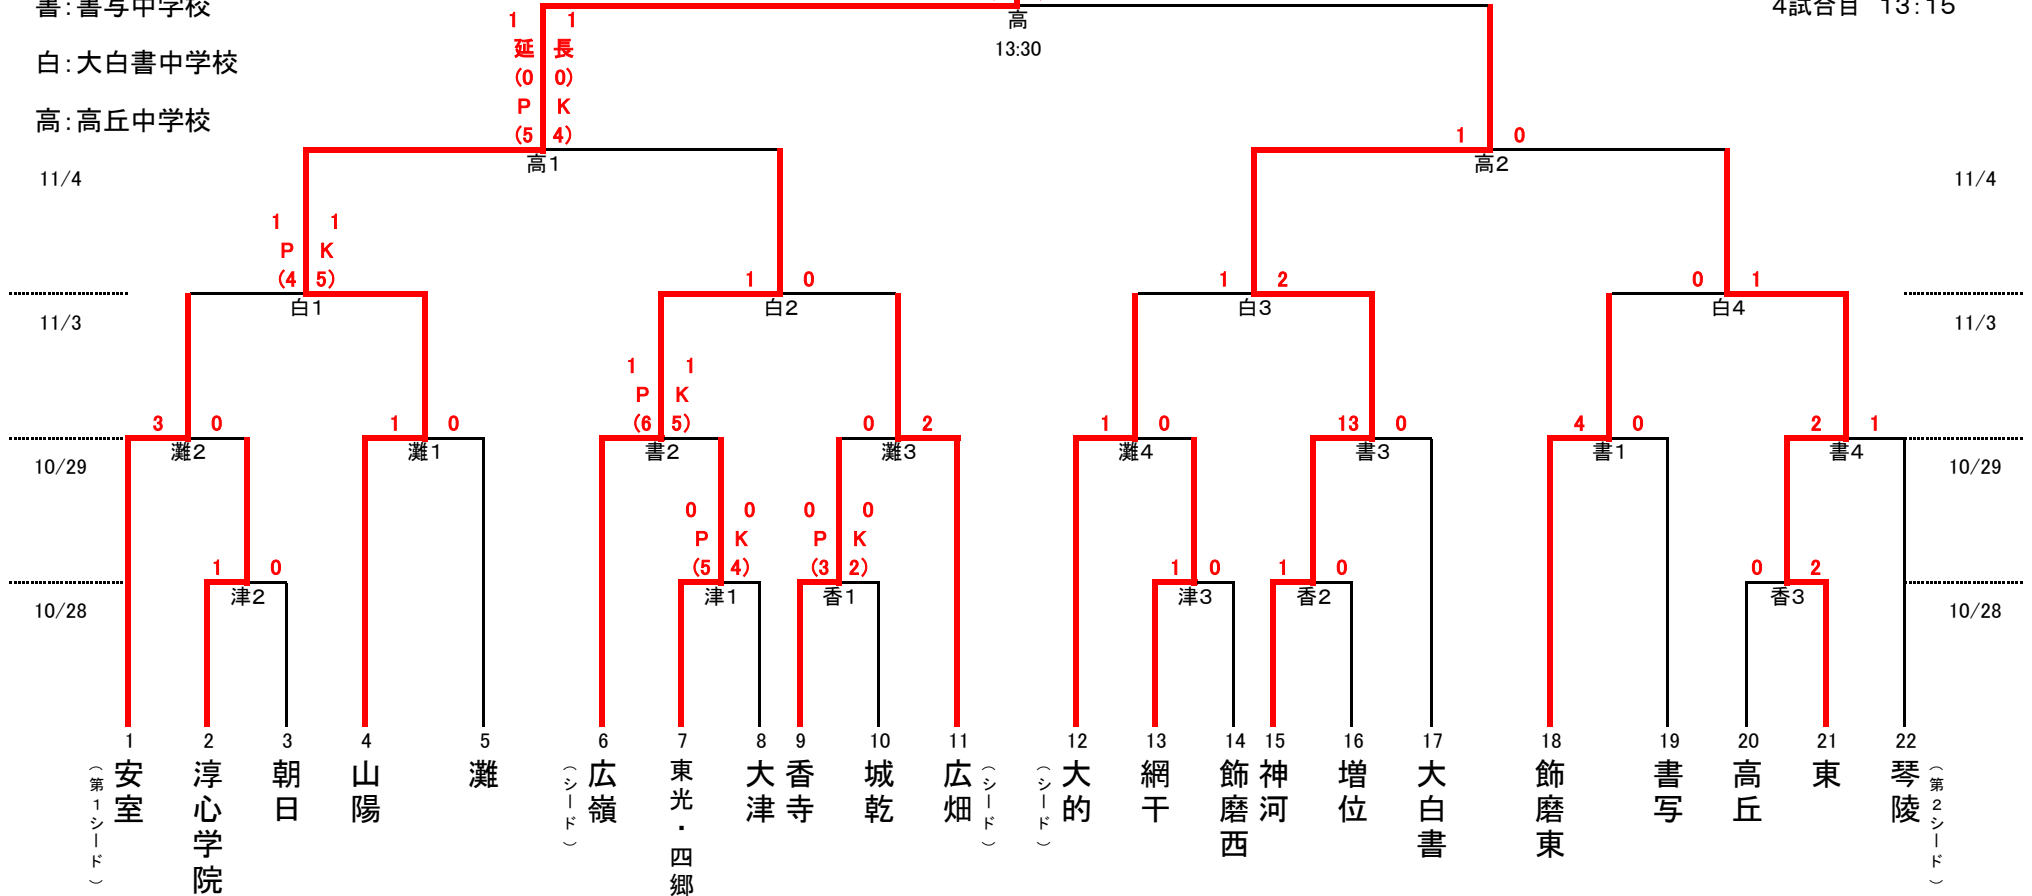 書:書写中学校
4試合目 13:15
1 1
高
延 長
13:30
白:大白書中学校
(0 0)
P K
高:高丘中学校
(5 4)
1 0
高1
高2
11/4
11/4
1 1
P K
(4 5)
1 0
1 2
0 1
白1
白2
白3
白4
11/3
11/3
1 1
P K
3 0
1 0
(6 5)
0 2
1 0
13 0
4 0
2 1
灘2
灘1
書2
灘3
灘4
書3
書1
書4
10/29
10/29
0 0
0 0
P K
P K
1 0
(5 4)
(3 2)
1 0
1 0
0 2
津2
津1
香1
津3
香2
香3
10/28
10/28
1 2 3 4 5 6 7 8 9 10 11 12 13 14 15 16 17 18 19 20 21 22
(第1シード)
安室
淳心学院
朝日
山陽
灘
(シード)
広嶺
東光・四郷
大津
香寺
城乾
広畑
(シード)
(シード)
大的
網干
飾磨西
神河
増位
大白書
飾磨東
書写
高丘
東
琴陵
(第2シード)